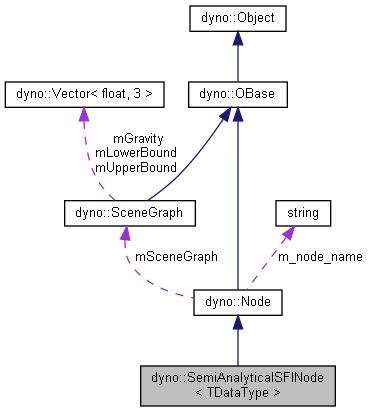 dyno::Object
dyno::Vector< float, 3 >
dyno::OBase
mGravity
mLowerBound
mUpperBound
dyno::SceneGraph
string
mSceneGraph
m_node_name
dyno::Node
dyno::SemiAnalyticalSFINode
< TDataType >